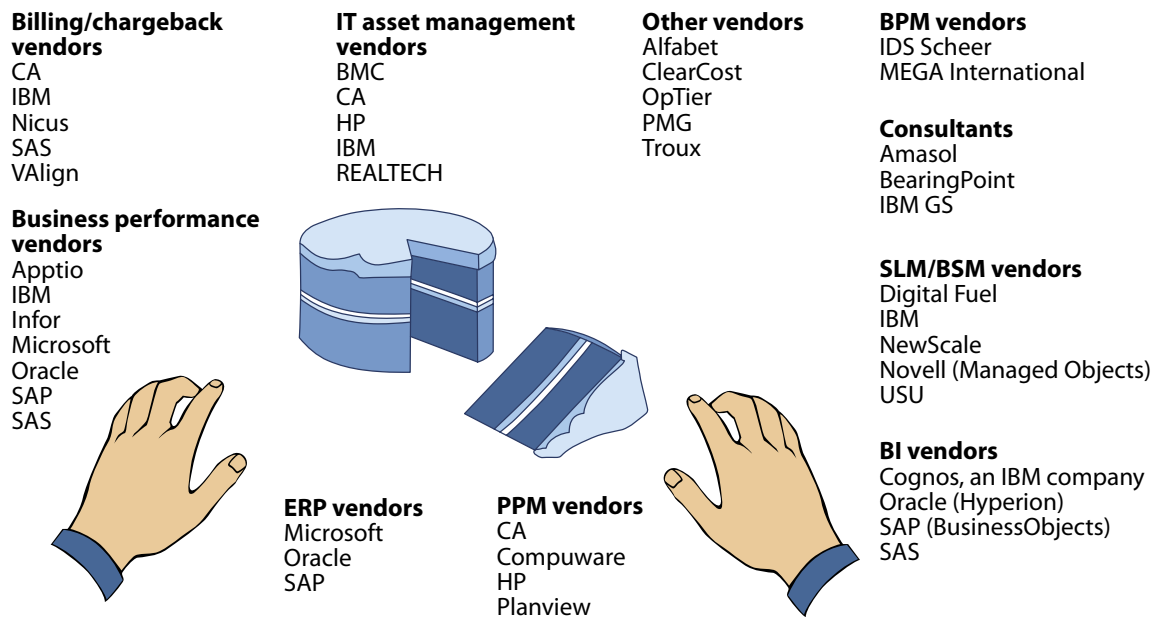 Billing/chargeback
vendors
CA
IBM
Nicus
SAS
VAlign
IT asset management
vendors
BMC
CA
HP
IBM
REALTECH
Other vendors
Alfabet
ClearCost
OpTier
PMG
Troux
BPM vendors
IDS Scheer
MEGA International
Consultants
Amasol
BearingPoint
IBM GS
Business performance
vendors
Apptio
IBM
Infor
Microsoft
Oracle
SAP
SAS
SLM/BSM vendors
Digital Fuel
IBM
NewScale
Novell (Managed Objects)
USU
ERP vendors
Microsoft
Oracle
SAP
PPM vendors
CA
Compuware
HP
Planview
BI vendors
Cognos, an IBM company
Oracle (Hyperion)
SAP (BusinessObjects)
SAS